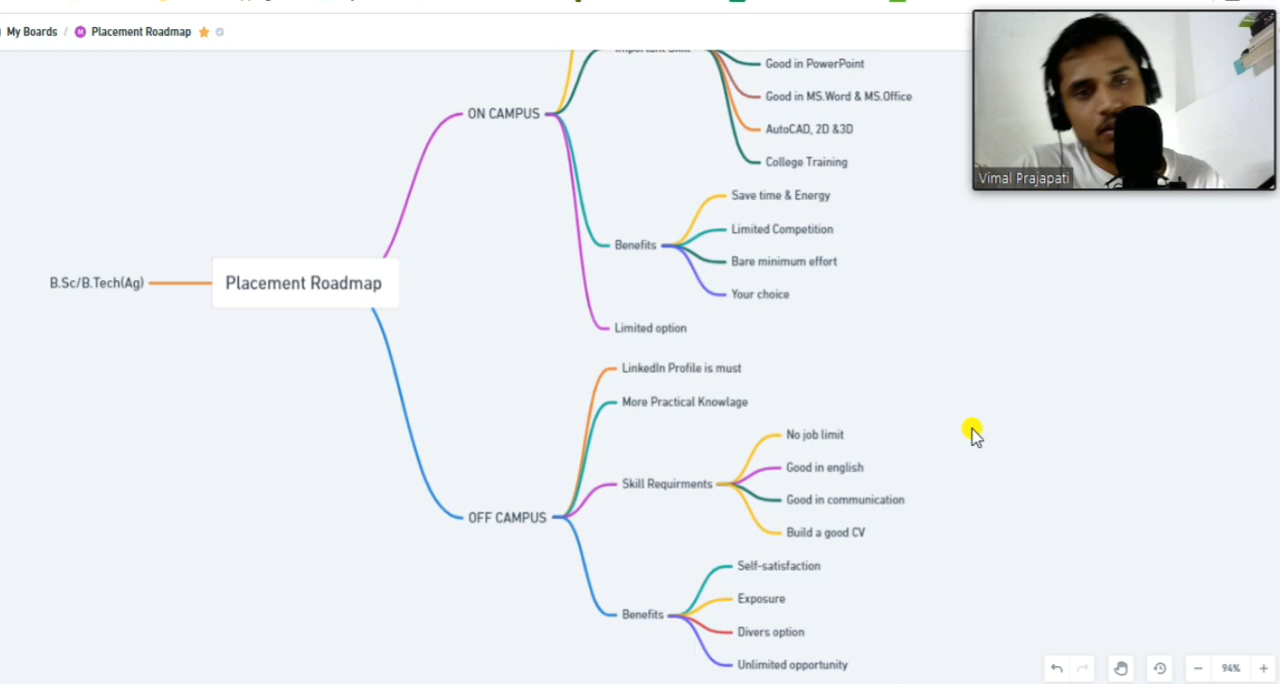 My Boards / M Placement Roadmap
Important Skill
Good in PowerPoint
ON CAMPUS
Good in MS.Word & MS.Office
AutoCAD, 2D &3D
College Training
Vimal Prajapati
Save time & Energy
Limited Competition
Benefits
Bare minimum effort
Your choice
B.Sc/B.Tech(Ag)
Placement Roadmap
Limited option
LinkedIn Profile is must
More Practical Knowlage
No job limit
Good in english
Skill Requirments
Good in communication
Build a good CV
OFF CAMPUS
Self-satisfaction
Exposure
Benefits
Divers option
Unlimited opportunity
94%